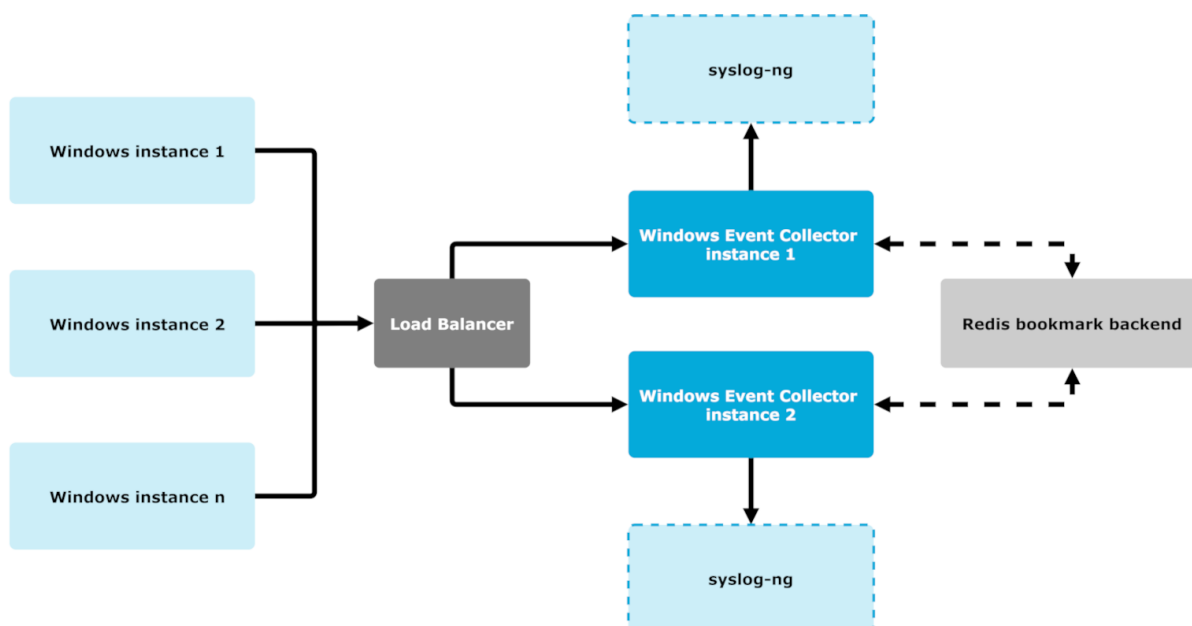 syslog-ng
Windows instance 1
Windows Event Collector
instance 1
Windows instance 2
Load Balancer
Redis bookmark backend
Windows Event Collector
instance 2
Windows instance n
syslog-ng